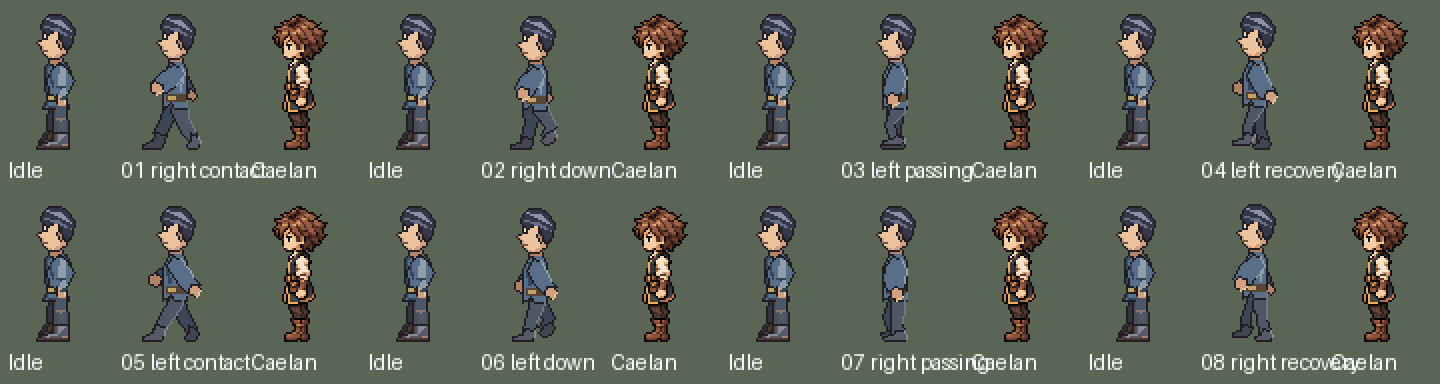 Idle 01 right contact Caelan Idle 02 right down Caelan Idle 03 left passing Caelan Idle 04 left recovery Caelan
Idle 05 left contact Caelan Idle 06 left down Caelan Idle 07 right passing Caelan Idle 08 right recovery Caelan